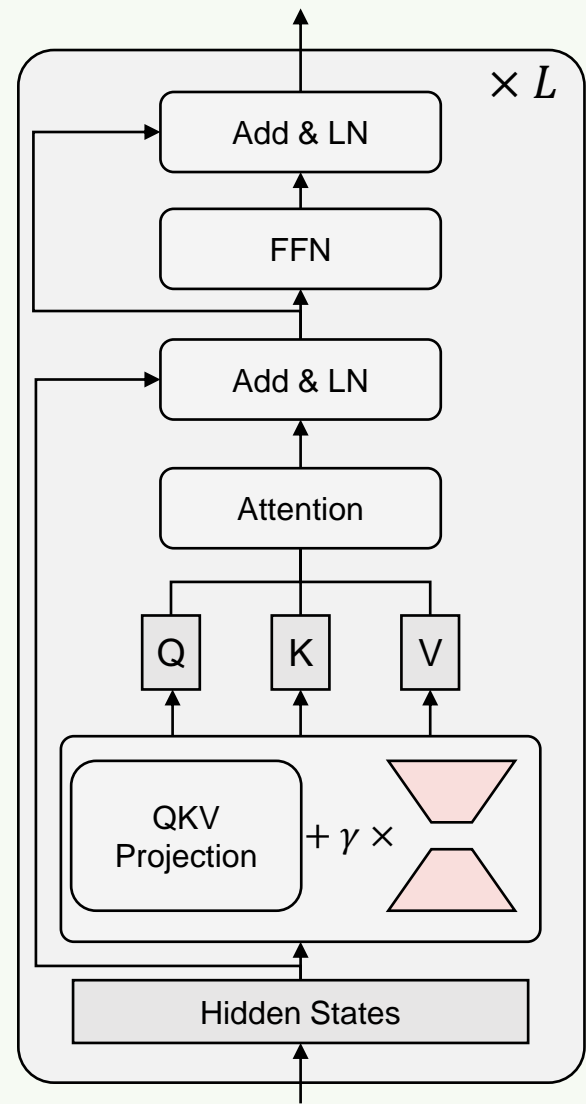 × L
Add & LN
FFN
Add & LN
Attention
Q K V
QKV
Projection
+ γ ×
Hidden States